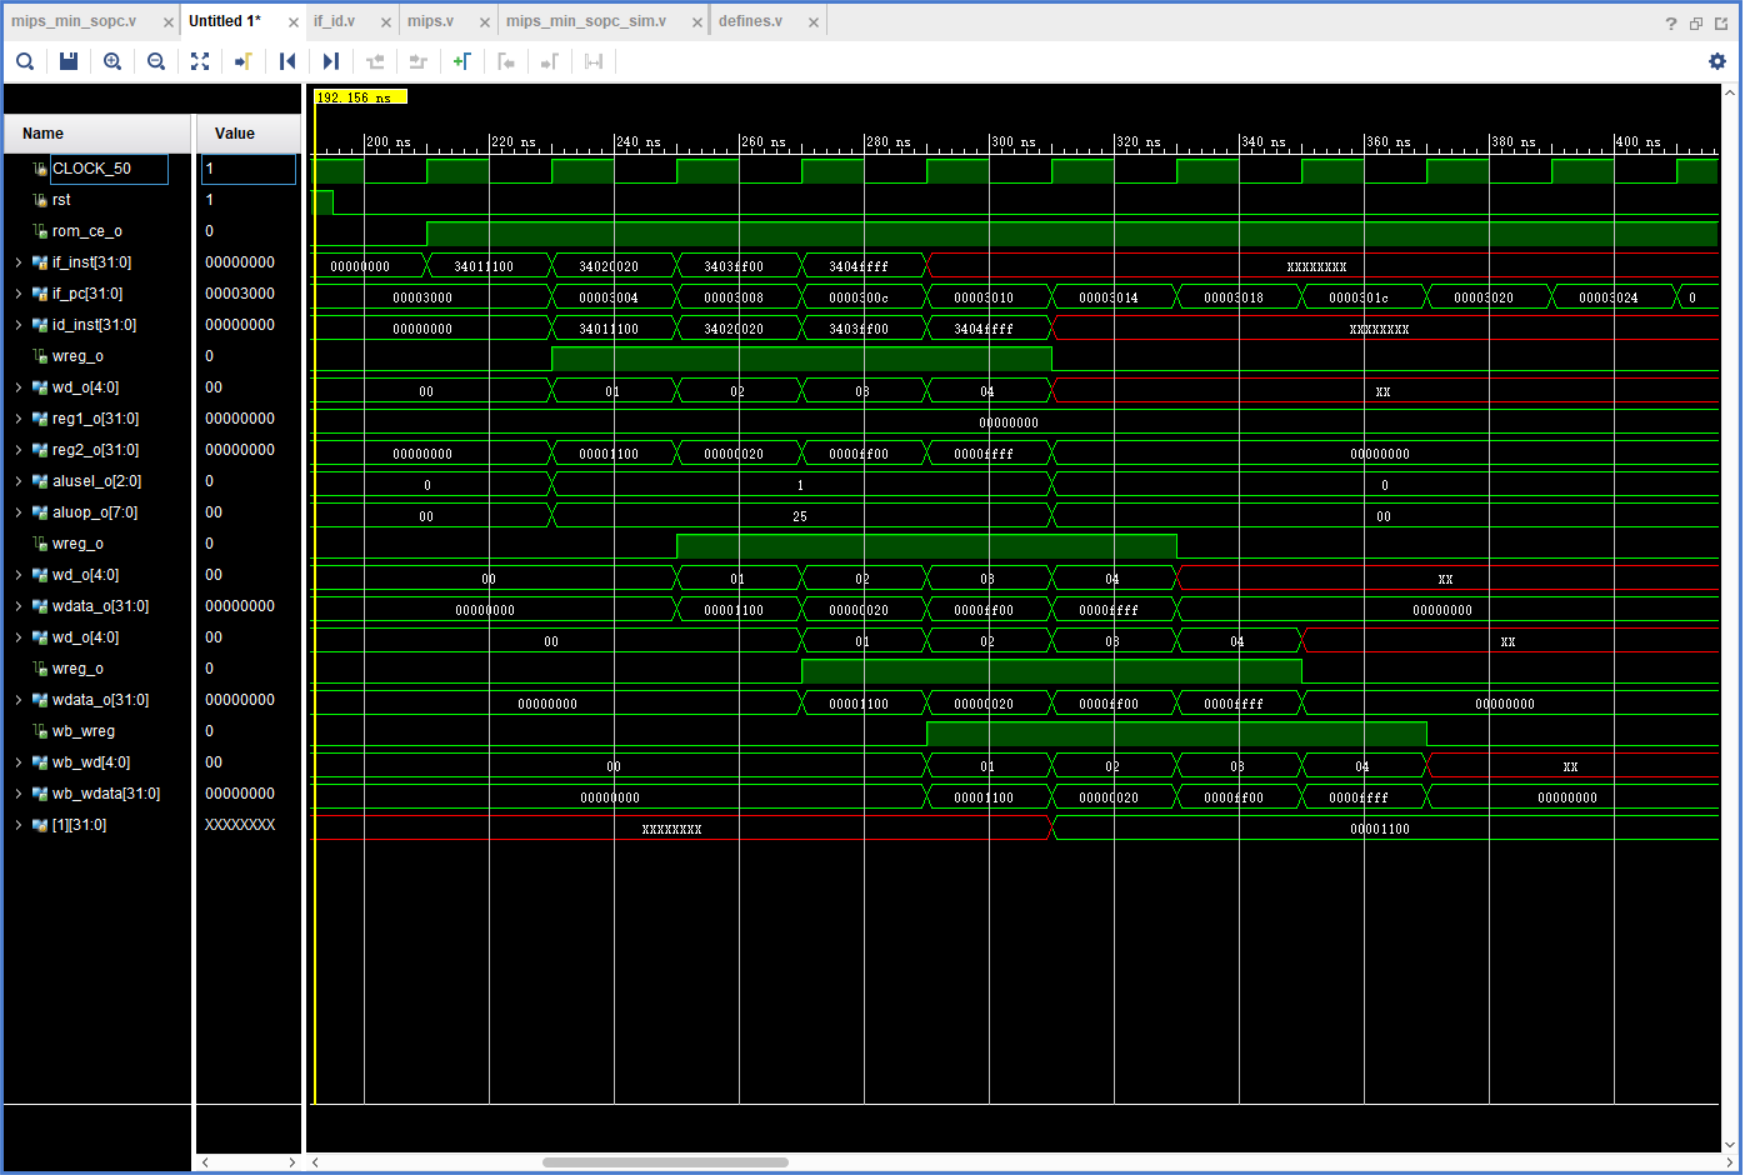 mips_min_sopc.v × Untitled 1* × if_id.v × mips.v × mips_min_sopc_sim.v × defines.v × ?
192.156 ns
Name Value
200 ns 220 ns 240 ns 260 ns 280 ns 300 ns 320 ns 340 ns 360 ns 380 ns 400 ns
CLOCK_50 1
rst 1
rom_ce_o 0
if_inst[31:0] 00000000 00000000 34011100 34020020 3403ff00 3404ffff XXXXXXXX
if_pc[31:0] 00003000 00003000 00003004 00003008 0000300c 00003010 00003014 00003018 0000301c 00003020 00003024 0
id_inst[31:0] 00000000 00000000 34011100 34020020 3403ff00 3404ffff XXXXXXXX
wreg_o 0
wd_o[4:0] 00 00 01 02 03 04 XX
reg1_o[31:0] 00000000 00000000
reg2_o[31:0] 00000000 00000000 00001100 00000020 0000ff00 0000ffff 00000000
alusel_o[2:0] 0 0 1 0
aluop_o[7:0] 00 00 25 00
wreg_o 0
wd_o[4:0] 00 00 01 02 03 04 XX
wdata_o[31:0] 00000000 00000000 00001100 00000020 0000ff00 0000ffff 00000000
wd_o[4:0] 00 00 01 02 03 04 XX
wreg_o 0
wdata_o[31:0] 00000000 00000000 00001100 00000020 0000ff00 0000ffff 00000000
wb_wreg 0
wb_wd[4:0] 00 00 01 02 03 04 XX
wb_wdata[31:0] 00000000 00000000 00001100 00000020 0000ff00 0000ffff 00000000
[1][31:0] XXXXXXXX XXXXXXXX 00001100